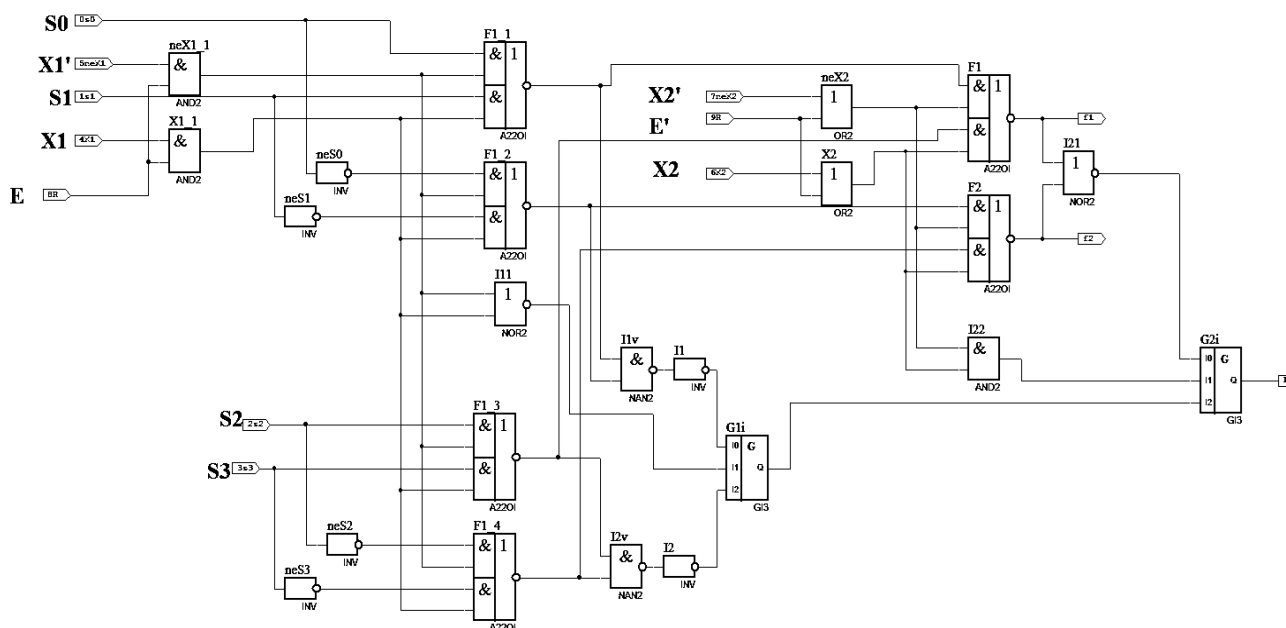 S0 0s0
X1' 5neX1
S1 1s1
X1 4X1
E 8R
neX1_1
&
AND2
X1_1
&
AND2
neS0
INV
neS1
INV
F1_1
& 1
&
A22OI
F1_2
& 1
&
A22OI
I11
1
NOR2
S2 2s2
S3 3s3
neS2
INV
neS3
INV
F1_3
& 1
&
A22OI
F1_4
& 1
&
A22OI
I1v
&
NAN2
I1
INV
I2v
&
NAN2
I2
INV
G1i
I0 G
I1 Q
I2
GI3
X2' 7neX2
E' 9R
X2 6X2
neX2
1
OR2
X2
1
OR2
F1
& 1
&
A22OI
F2
& 1
&
A22OI
f1
I21
1
NOR2
f2
I22
&
AND2
G2i
I0 G
I1 Q
I2
GI3